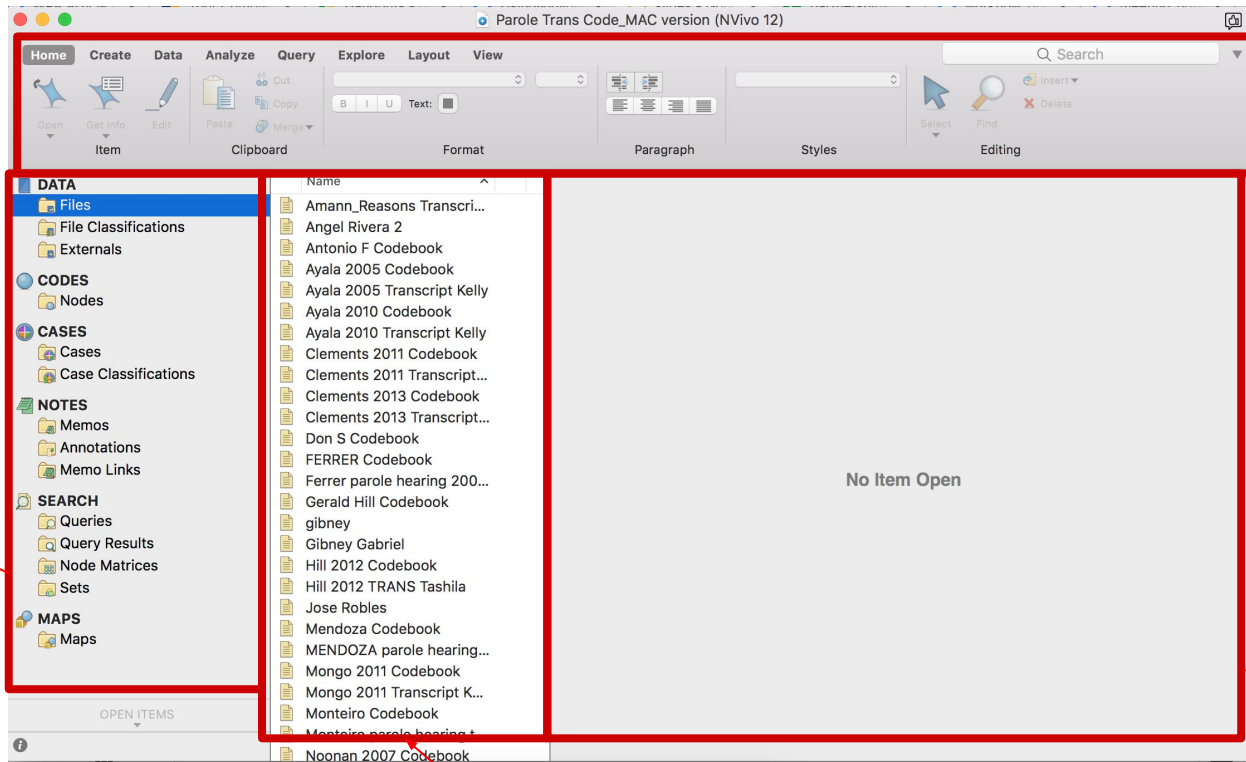 Parole Trans Code_MAC version (NVivo 12)
Home Create Data Analyze Query Explore Layout View
Search
Open Get Info Edit Paste
Cut
Copy
Merge
B I U Text:
Select Find
Insert
Delete
Item Clipboard Format Paragraph Styles Editing
DATA
Files
File Classifications
Externals
CODES
Nodes
CASES
Cases
Case Classifications
NOTES
Memos
Annotations
Memo Links
SEARCH
Queries
Query Results
Node Matrices
Sets
MAPS
Maps
OPEN ITEMS
Name
Amann_Reasons Transcri...
Angel Rivera 2
Antonio F Codebook
Ayala 2005 Codebook
Ayala 2005 Transcript Kelly
Ayala 2010 Codebook
Ayala 2010 Transcript Kelly
Clements 2011 Codebook
Clements 2011 Transcript...
Clements 2013 Codebook
Clements 2013 Transcript...
Don S Codebook
FERRER Codebook
Ferrer parole hearing 200...
Gerald Hill Codebook
gibney
Gibney Gabriel
Hill 2012 Codebook
Hill 2012 TRANS Tashila
Jose Robles
Mendoza Codebook
MENDOZA parole hearing...
Mongo 2011 Codebook
Mongo 2011 Transcript K...
Monteiro Codebook
Monteiro parole hearing t
Noonan 2007 Codebook
No Item Open